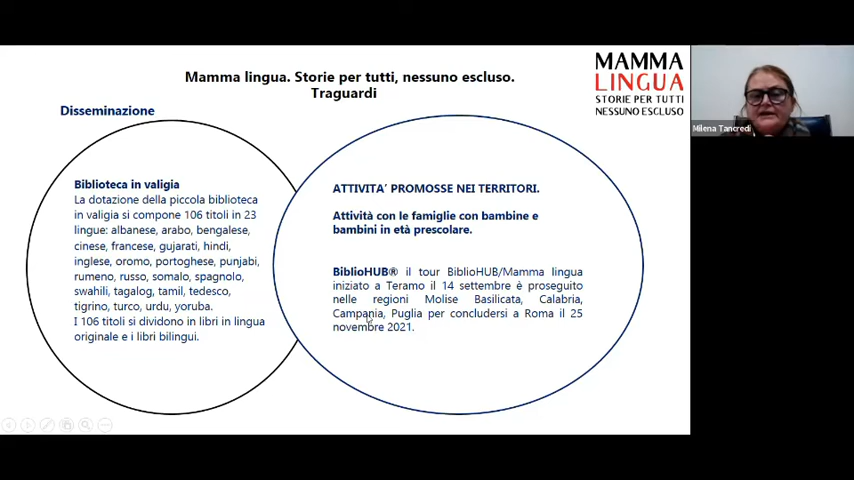 Mamma lingua. Storie per tutti, nessuno escluso.
Traguardi
MAMMA
LINGUA
STORIE PER TUTTI
NESSUNO ESCLUSO
Milena Tancredi
Disseminazione
Biblioteca in valigia
La dotazione della piccola biblioteca
in valigia si compone 106 titoli in 23
lingue: albanese, arabo, bengalese,
cinese, francese, gujarati, hindi,
inglese, oromo, portoghese, punjabi,
rumeno, russo, somalo, spagnolo,
swahili, tagalog, tamil, tedesco,
tigrino, turco, urdu, yoruba.
I 106 titoli si dividono in libri in lingua
originale e i libri bilingui.
ATTIVITA’ PROMOSSE NEI TERRITORI.
Attività con le famiglie con bambine e
bambini in età prescolare.
BiblioHUB® il tour BiblioHUB/Mamma lingua
iniziato a Teramo il 14 settembre è proseguito
nelle regioni Molise Basilicata, Calabria,
Campania, Puglia per concludersi a Roma il 25
novembre 2021.